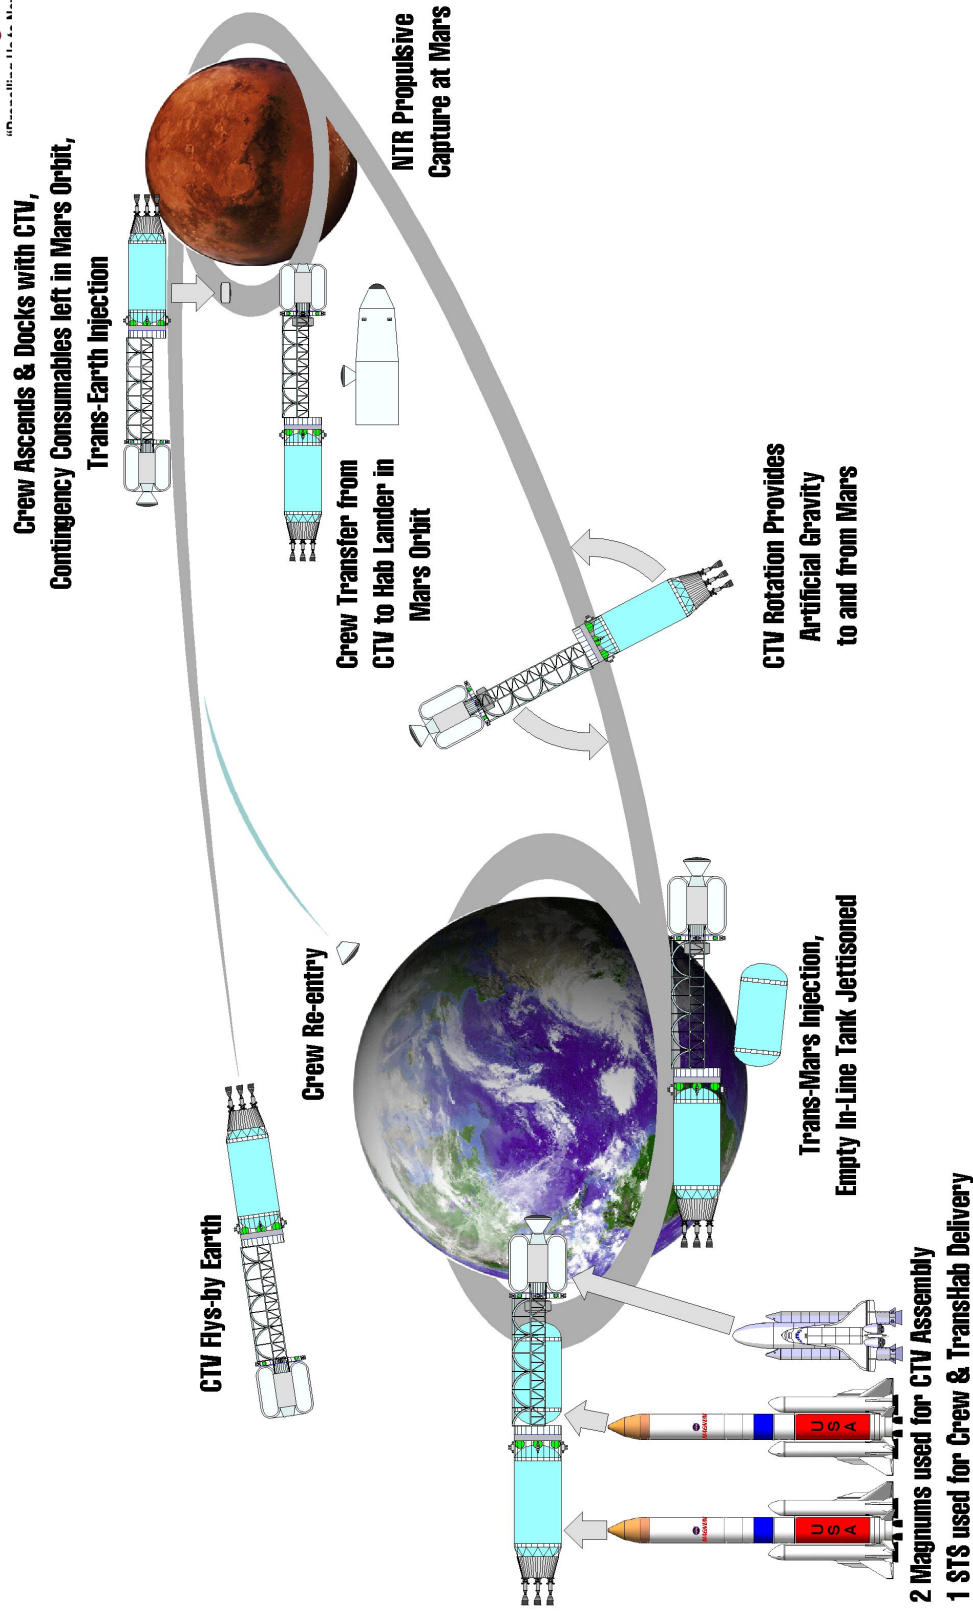 Crew Ascends & Docks with CTV,
Contingency Consumables left in Mars Orbit,
Trans-Earth Injection
NTR Propulsive
Capture at Mars
Crew Transfer from
CTV to Hab Lander in
Mars Orbit
CTV Rotation Provides
Artificial Gravity
to and from Mars
Crew Re-entry
CTV Flys-by Earth
Trans-Mars Injection,
Empty In-Line Tank Jettisoned
MAGNUM
USA
MAGNUM
USA
2 Magnums used for CTV Assembly
1 STS used for Crew & TransHab Delivery